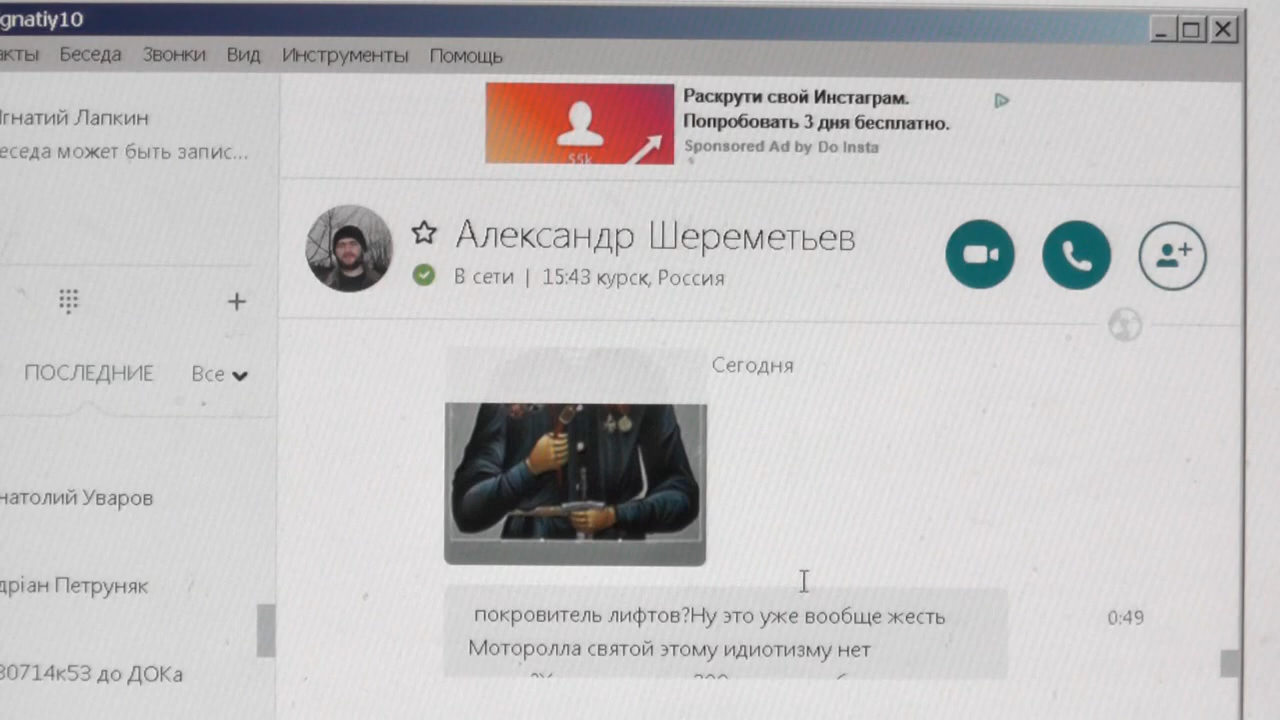 gnatiy10
акты Беседа Звонки Вид Инструменты Помощь
Раскрути свой Инстаграм.
Попробовать 3 дня бесплатно.
Sponsored Ad by Do Insta
55k
Игнатий Лапкин
еседа может быть запис...
Александр Шереметьев
В сети | 15:43 курск, Россия
ПОСЛЕДНИЕ Все
Сегодня
натолий Уваров
дріан Петруняк
30714к53 до ДОКа
покровитель лифтов?Ну это уже вообще жесть
0:49
Моторолла святой этому идиотизму нет